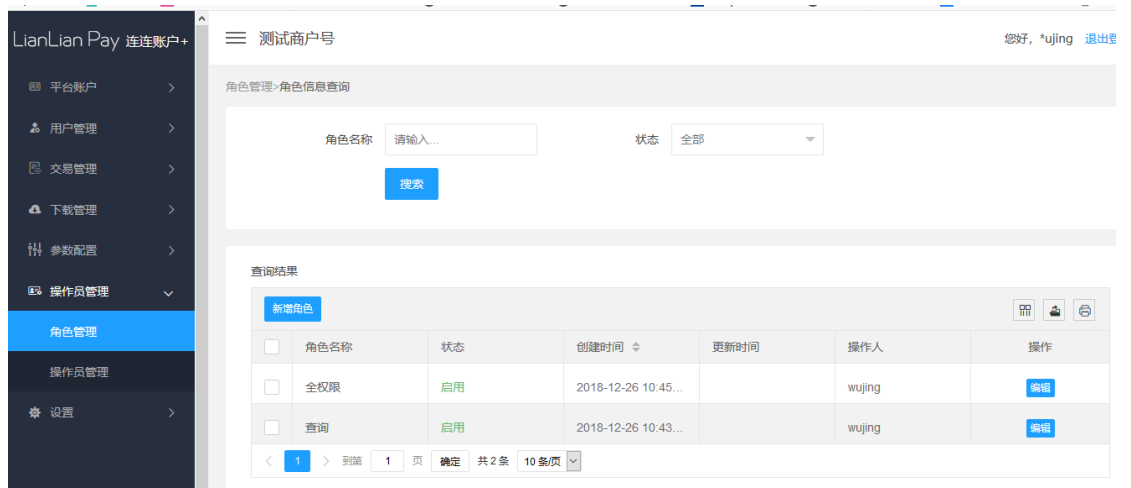 LianLian Pay 连连账户+
测试商户号
您好, *ujing 退出登
平台账户
用户管理
交易管理
下载管理
参数配置
操作员管理
角色管理
操作员管理
设置
角色管理>角色信息查询
角色名称 请输入... 状态 全部
搜索
查询结果
新增角色
角色名称 状态 创建时间 更新时间 操作人 操作
全权限 启用 2018-12-26 10:45... wujing 编辑
查询 启用 2018-12-26 10:43... wujing 编辑
1 到第 1 页 确定 共2条 10条/页